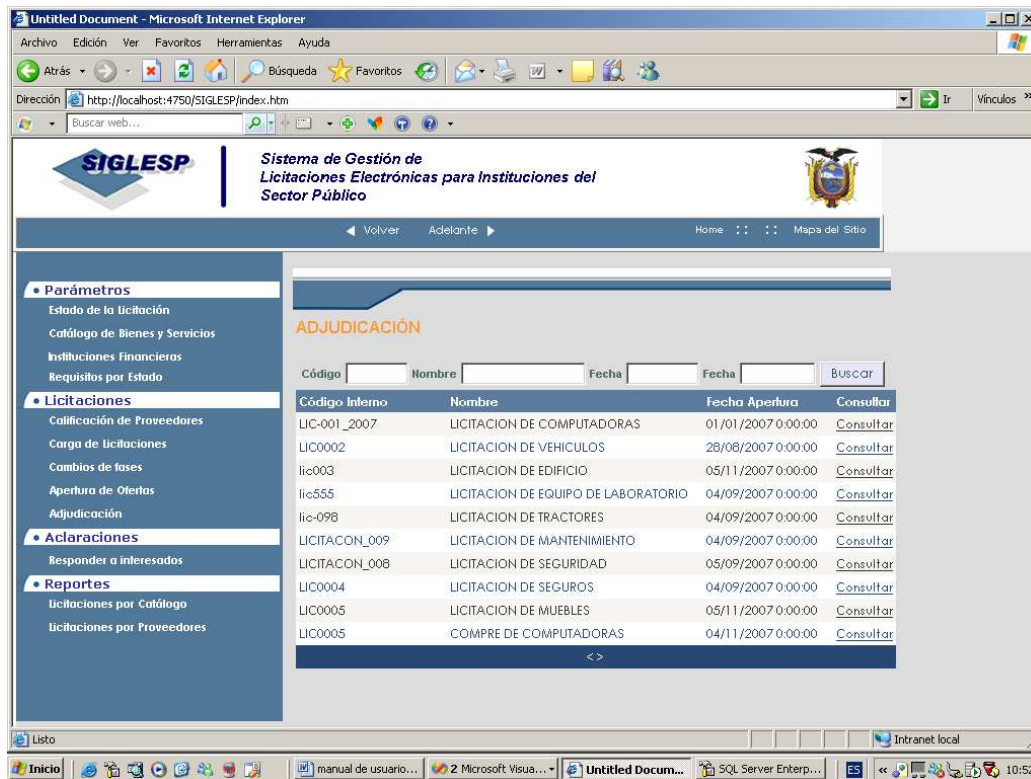 Untitled Document - Microsoft Internet Explorer
Archivo Edición Ver Favoritos Herramientas Ayuda
Atrás Búsqueda Favoritos
Dirección http://localhost:4750/SIGLESP/index.htm Ir Vínculos »
Buscar web...
SIGLESP
Sistema de Gestión de
Licitaciones Electrónicas para Instituciones del
Sector Público
Volver Adelante Home :: :: Mapa del Sitio
• Parámetros
Estado de la Licitación
Catálogo de Bienes y Servicios
Instituciones Financieras
Requisitos por Estado
• Licitaciones
Calificación de Proveedores
Carga de Licitaciones
Cambios de fases
Apertura de Ofertas
Adjudicación
• Aclaraciones
Responder a interesados
• Reportes
Licitaciones por Catálogo
Licitaciones por Proveedores
ADJUDICACIÓN
Código Nombre Fecha Fecha Buscar
Código Interno Nombre Fecha Apertura Consultar
LIC-001_2007 LICITACION DE COMPUTADORAS 01/01/2007 0:00:00 Consultar
LIC0002 LICITACION DE VEHICULOS 28/08/2007 0:00:00 Consultar
lic003 LICITACION DE EDIFICIO 05/11/2007 0:00:00 Consultar
lic555 LICITACION DE EQUIPO DE LABORATORIO 04/09/2007 0:00:00 Consultar
lic-098 LICITACION DE TRACTORES 04/09/2007 0:00:00 Consultar
LICITACON_009 LICITACION DE MANTENIMIENTO 04/09/2007 0:00:00 Consultar
LICITACON_008 LICITACION DE SEGURIDAD 05/09/2007 0:00:00 Consultar
LIC0004 LICITACION DE SEGUROS 04/09/2007 0:00:00 Consultar
LIC0005 LICITACION DE MUEBLES 05/11/2007 0:00:00 Consultar
LIC0005 COMPRE DE COMPUTADORAS 04/11/2007 0:00:00 Consultar
< >
Listo Intranet local
Inicio manual de usuario... 2 Microsoft Visua... Untitled Docum... SQL Server Enterp... ES «